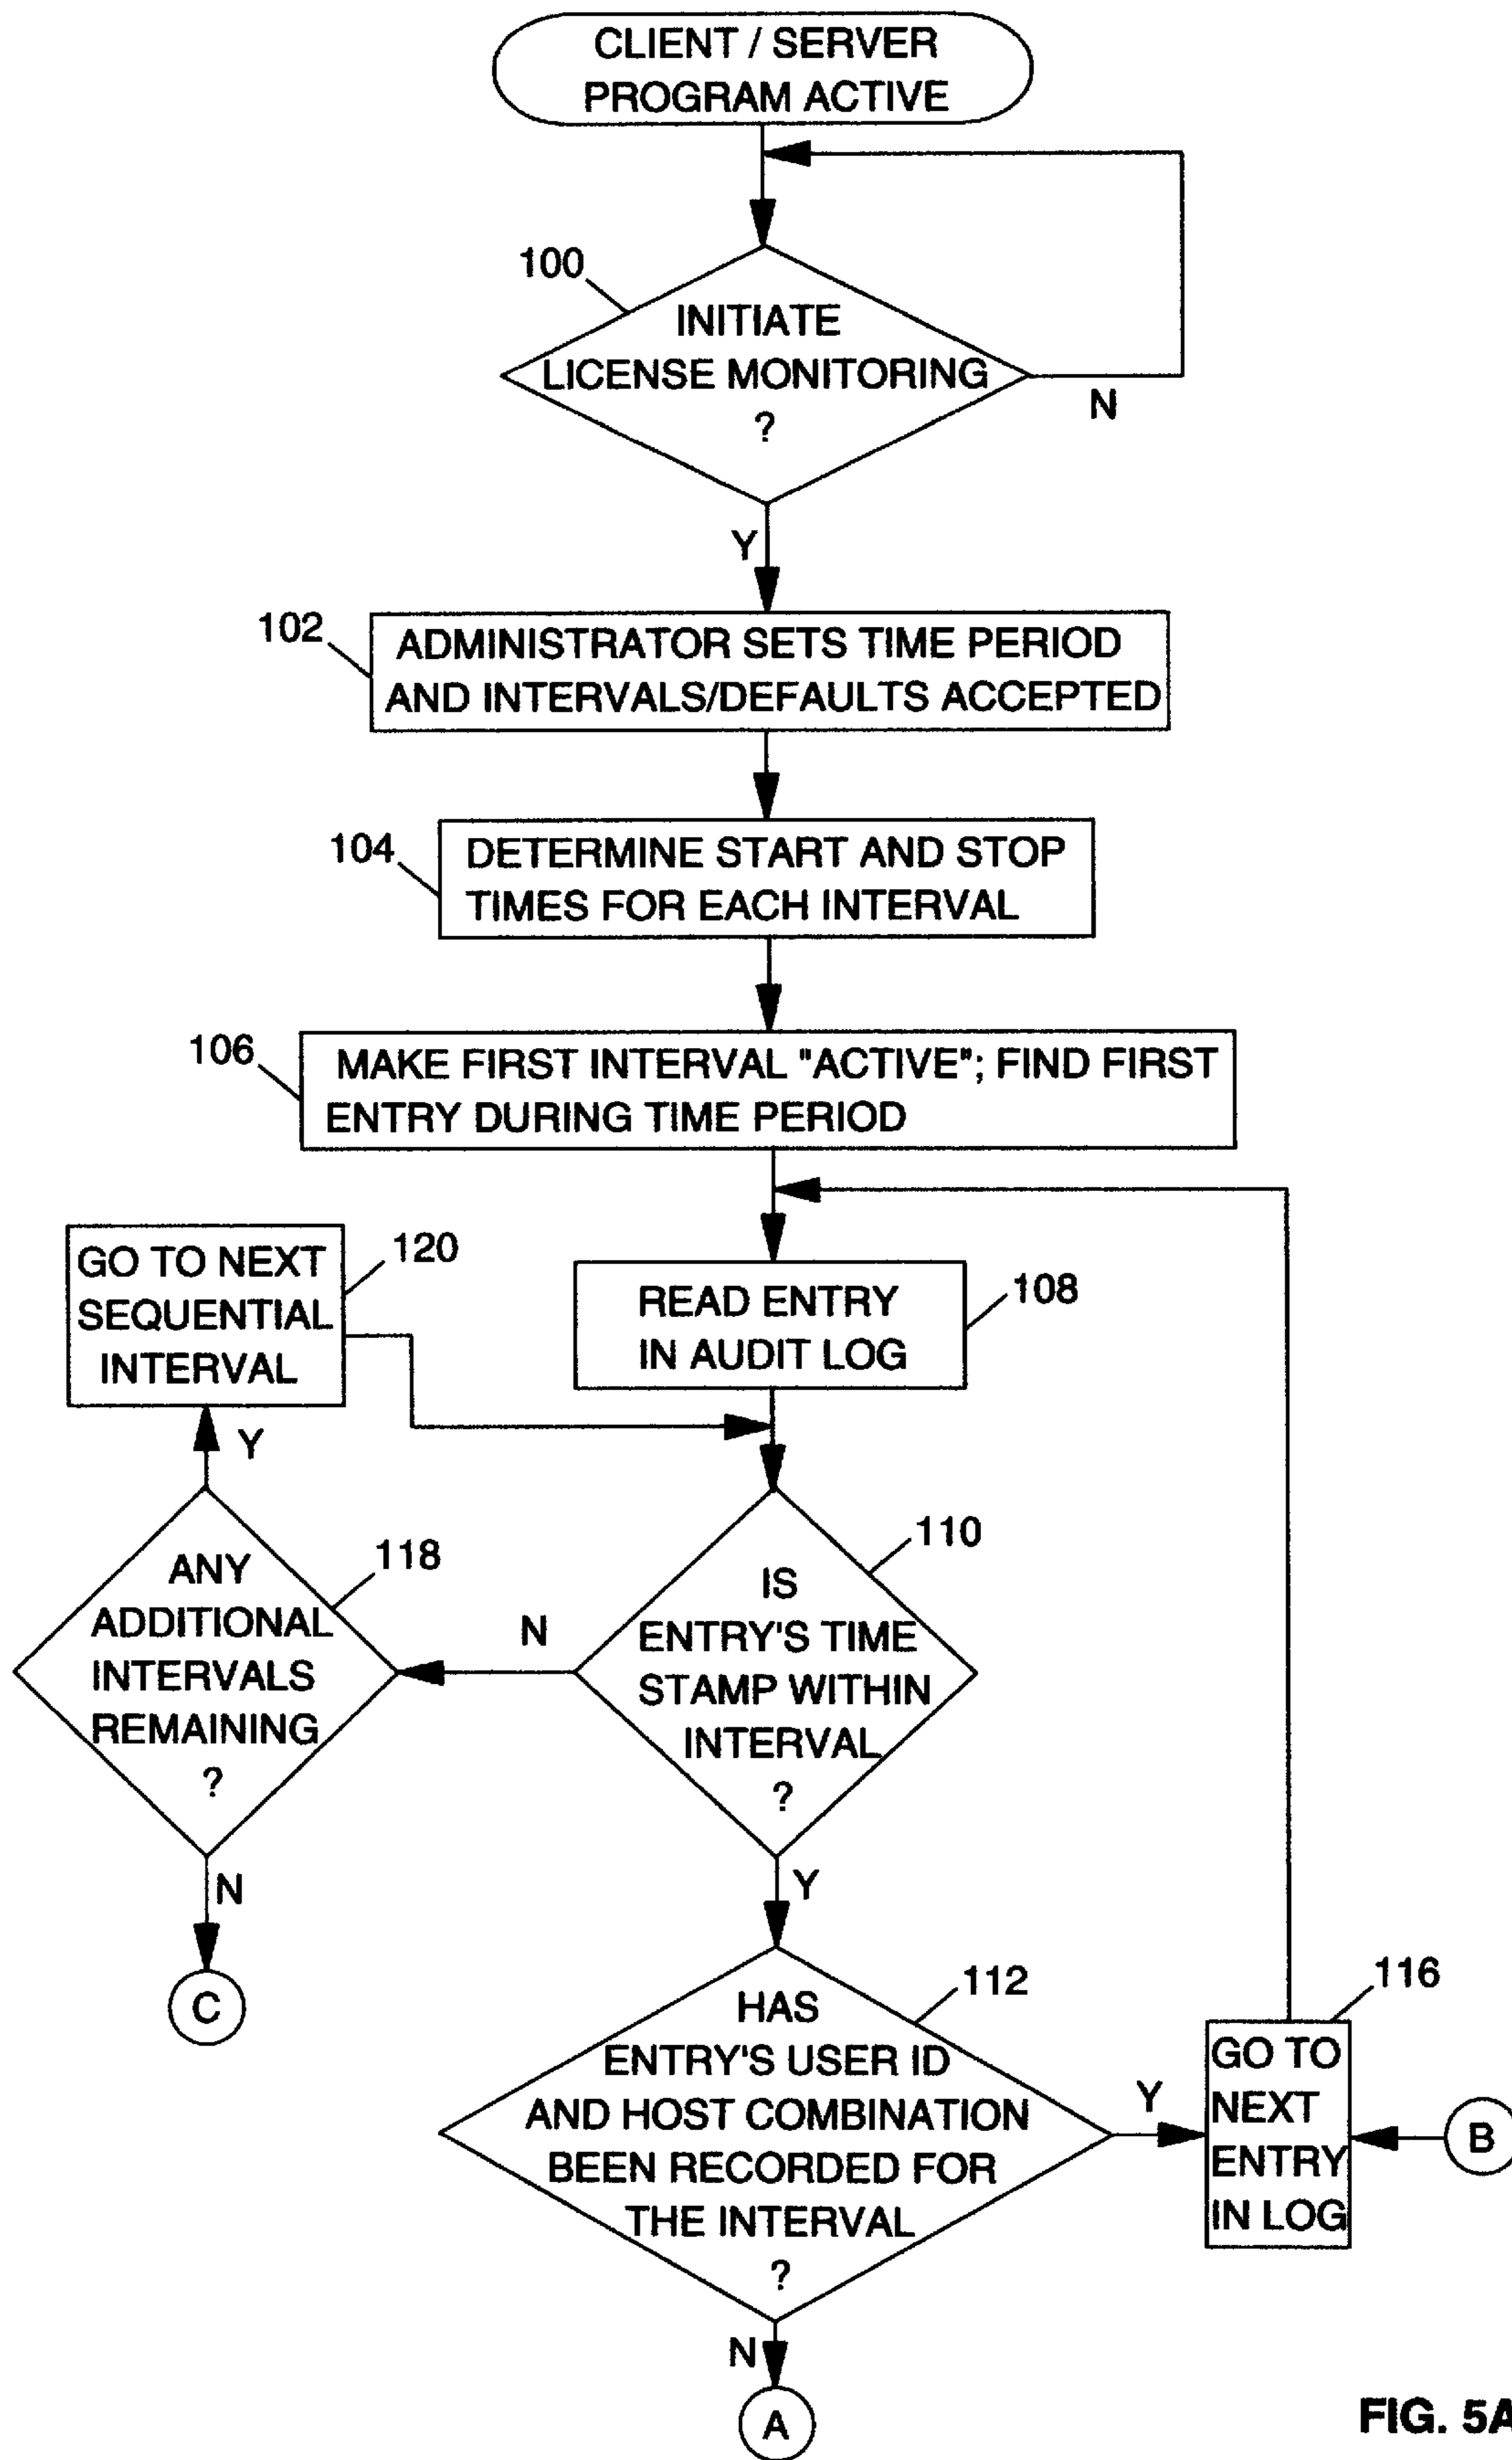 CLIENT / SERVER
PROGRAM ACTIVE
100
INITIATE
LICENSE MONITORING
?
N
Y
102
ADMINISTRATOR SETS TIME PERIOD
AND INTERVALS/DEFAULTS ACCEPTED
104
DETERMINE START AND STOP
TIMES FOR EACH INTERVAL
106
MAKE FIRST INTERVAL "ACTIVE"; FIND FIRST
ENTRY DURING TIME PERIOD
GO TO NEXT
SEQUENTIAL
INTERVAL
120
READ ENTRY
IN AUDIT LOG
108
Y
ANY
ADDITIONAL
INTERVALS
REMAINING
?
118
N
IS
ENTRY'S TIME
STAMP WITHIN
INTERVAL
?
110
N
C
Y
HAS
ENTRY'S USER ID
AND HOST COMBINATION
BEEN RECORDED FOR
THE INTERVAL
?
112
Y
116
GO TO
NEXT
ENTRY
IN LOG
B
N
A
FIG. 5A